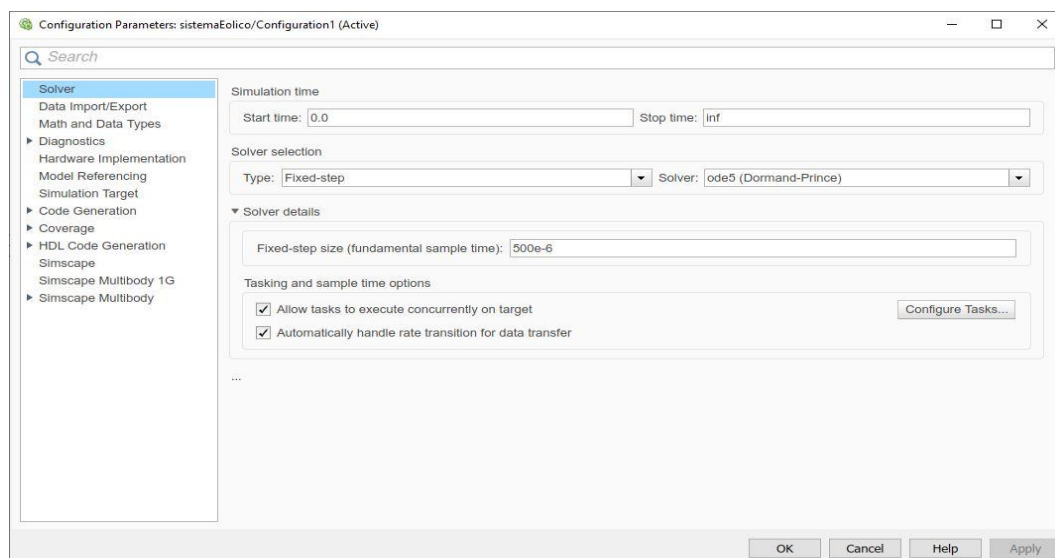 Configuration Parameters: sistemaEolico/Configuration1 (Active)
Search
Solver
Data Import/Export
Math and Data Types
Diagnostics
Hardware Implementation
Model Referencing
Simulation Target
Code Generation
Coverage
HDL Code Generation
Simscape
Simscape Multibody 1G
Simscape Multibody
Simulation time
Start time: 0.0 Stop time: inf
Solver selection
Type: Fixed-step Solver: ode5 (Dormand-Prince)
Solver details
Fixed-step size (fundamental sample time): 500e-6
Tasking and sample time options
Allow tasks to execute concurrently on target Configure Tasks...
Automatically handle rate transition for data transfer
...
OK Cancel Help Apply